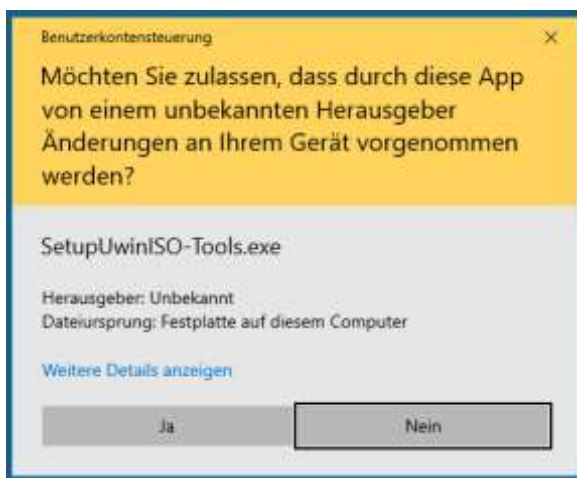 Benutzerkontensteuerung
Möchten Sie zulassen, dass durch diese App
von einem unbekannten Herausgeber
Änderungen an Ihrem Gerät vorgenommen
werden?
SetupUwinISO-Tools.exe
Herausgeber: Unbekannt
Dateiursprung: Festplatte auf diesem Computer
Weitere Details anzeigen
Ja
Nein